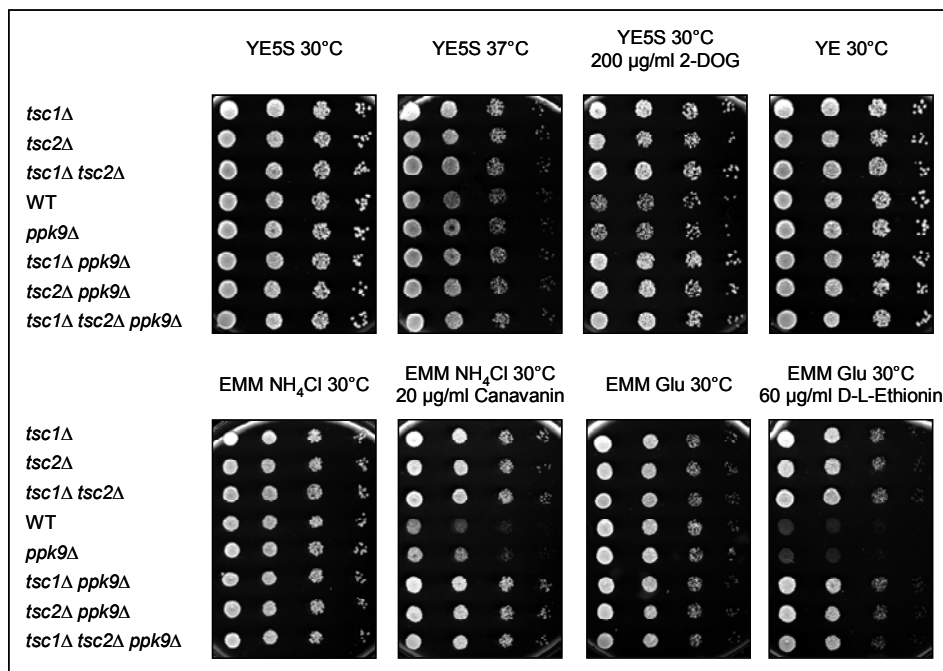 YE5S 30°C YE5S 37°C YE5S 30°C YE 30°C
200 µg/ml 2-DOG
tsc1Δ
tsc2Δ
tsc1Δ tsc2Δ
WT
ppk9Δ
tsc1Δ ppk9Δ
tsc2Δ ppk9Δ
tsc1Δ tsc2Δ ppk9Δ
EMM NH₄Cl 30°C EMM NH₄Cl 30°C EMM Glu 30°C EMM Glu 30°C
20 µg/ml Canavanin 60 µg/ml D-L-Ethionin
tsc1Δ
tsc2Δ
tsc1Δ tsc2Δ
WT
ppk9Δ
tsc1Δ ppk9Δ
tsc2Δ ppk9Δ
tsc1Δ tsc2Δ ppk9Δ